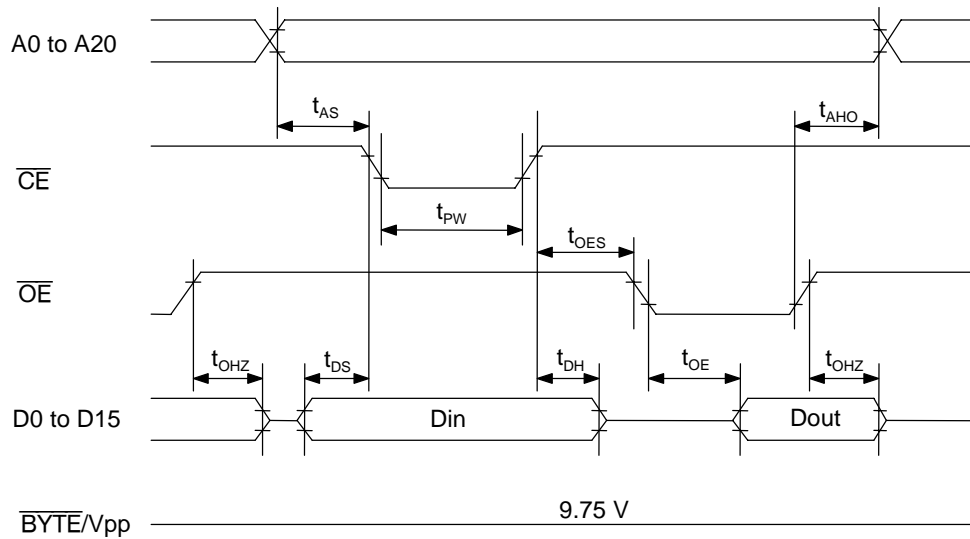 A0 to A20
tAS
tAHO
CE
tPW
tOES
OE
tOHZ
tDS
tDH
tOE
tOHZ
D0 to D15
Din
Dout
9.75 V
BYTE/Vpp